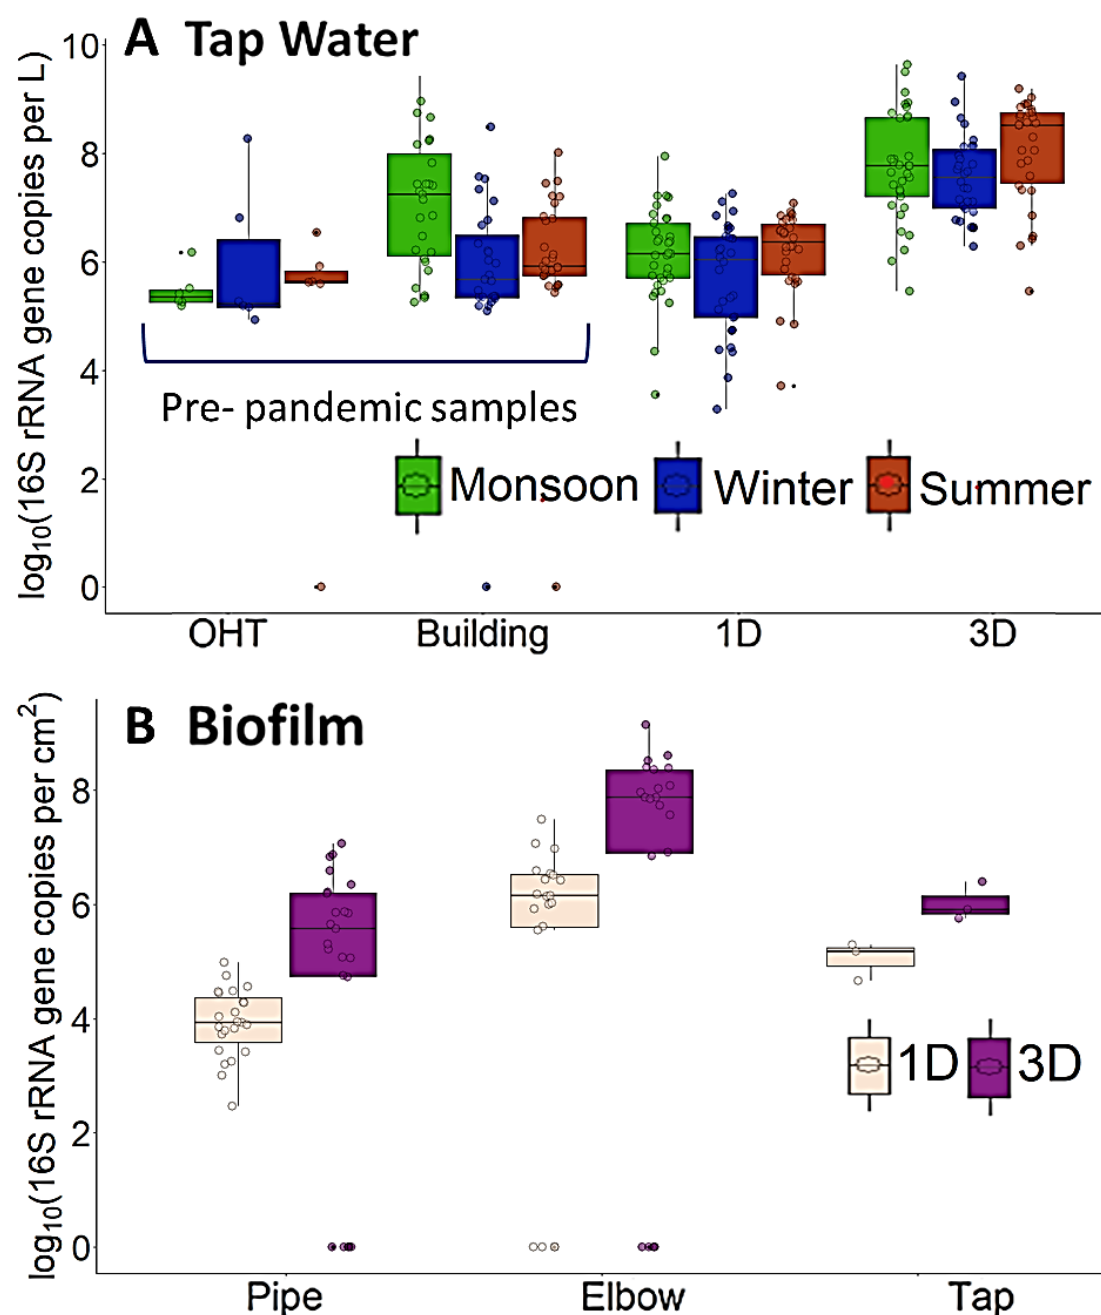 A Tap Water
log₁₀(16S rRNA gene copies per L)
10
8
6
4
2
0
Pre- pandemic samples
Monsoon Winter Summer
OHT Building 1D 3D
B Biofilm
log₁₀(16S rRNA gene copies per cm²)
8
6
4
2
0
1D 3D
Pipe Elbow Tap